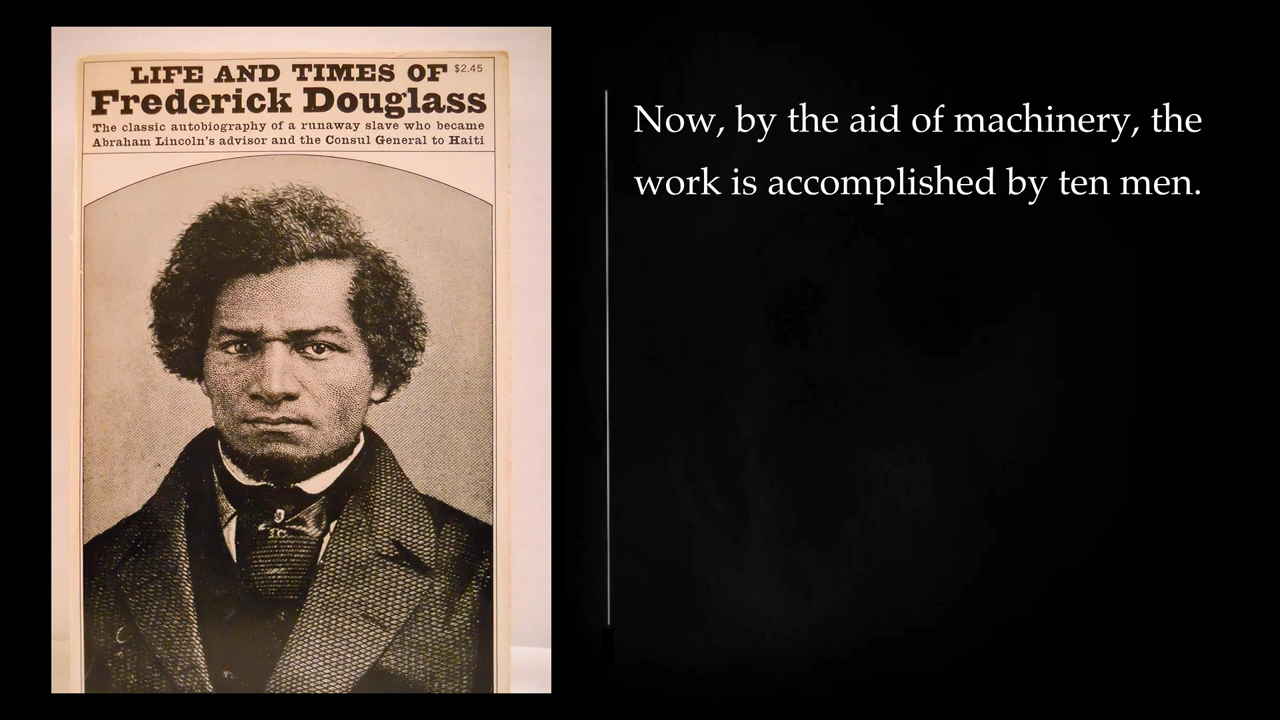 LIFE AND TIMES OF $2.45
Frederick Douglass
The classic autobiography of a runaway slave who became
Abraham Lincoln's advisor and the Consul General to Haiti
Now, by the aid of machinery, the
work is accomplished by ten men.